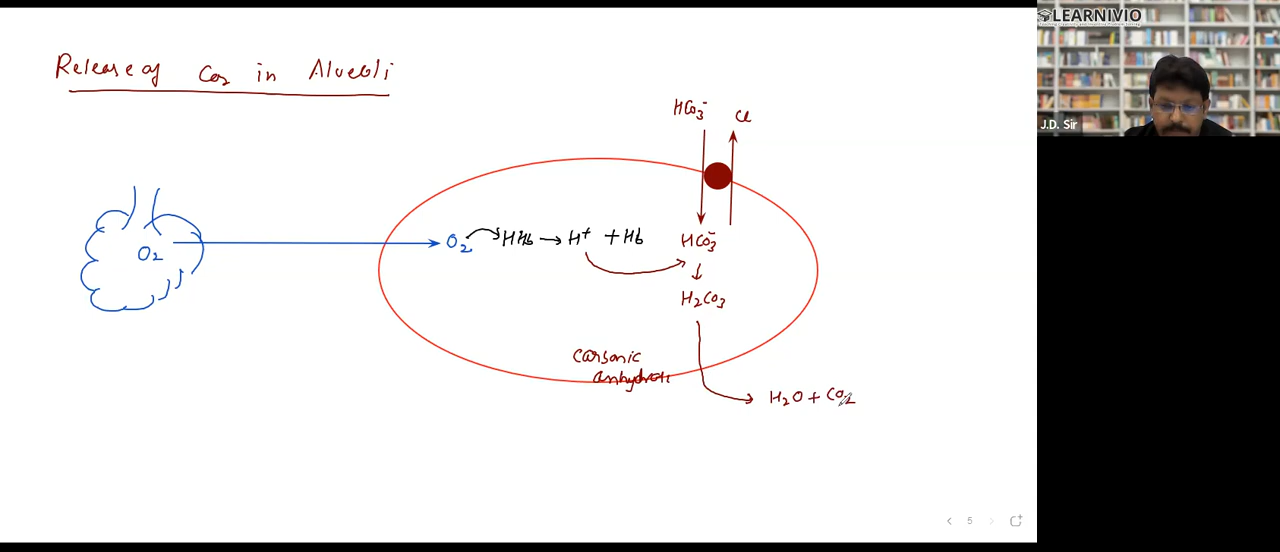 LEARNIVIO
J.D. Sir
Release of CO2 in Alveoli
HCO3- Cl
O2
O2 HHb → H+ + Hb HCO3-
H2CO3
carbonic
H2O + CO2
5